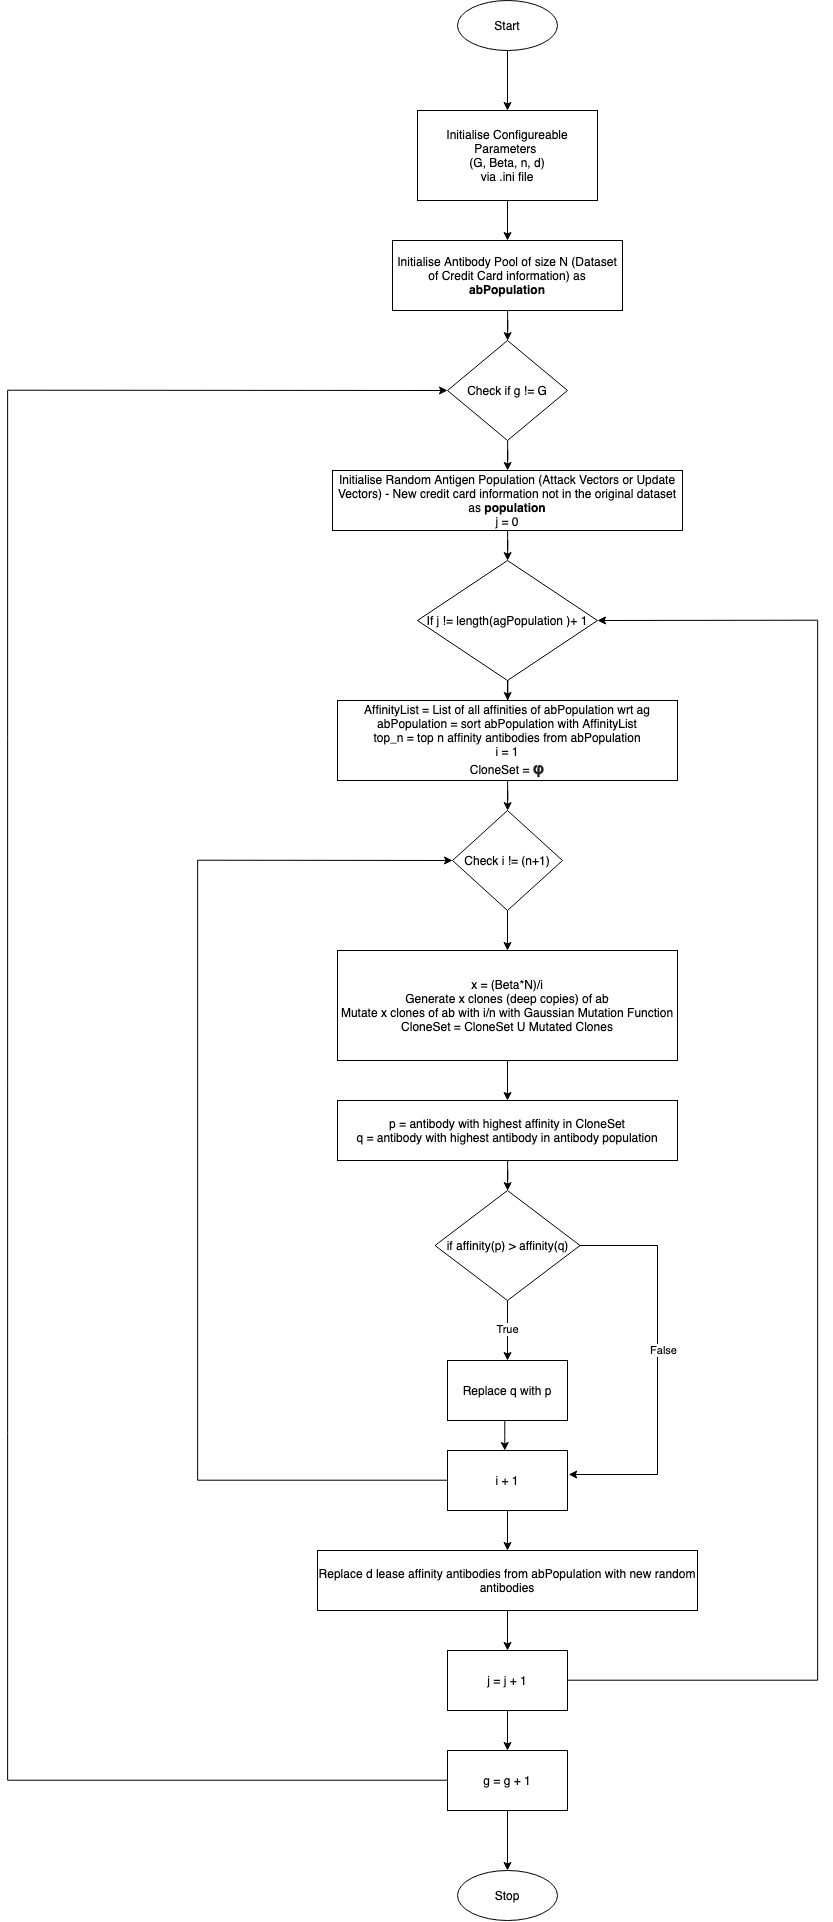 Start
Initialise Configureable
Parameters
(G, Beta, n, d)
via .ini file
Initialise Antibody Pool of size N (Dataset
of Credit Card information) as
abPopulation
Check if g != G
Initialise Random Antigen Population (Attack Vectors or Update
Vectors) - New credit card information not in the original dataset
as population
j = 0
If j != length(agPopulation )+ 1
AffinityList = List of all affinities of abPopulation wrt ag
abPopulation = sort abPopulation with AffinityList
top_n = top n affinity antibodies from abPopulation
i = 1
CloneSet = φ
Check i != (n+1)
x = (Beta*N)/i
Generate x clones (deep copies) of ab
Mutate x clones of ab with i/n with Gaussian Mutation Function
CloneSet = CloneSet U Mutated Clones
p = antibody with highest affinity in CloneSet
q = antibody with highest antibody in antibody population
if affinity(p) > affinity(q)
True
False
Replace q with p
i + 1
Replace d lease affinity antibodies from abPopulation with new random
antibodies
j = j + 1
g = g + 1
Stop